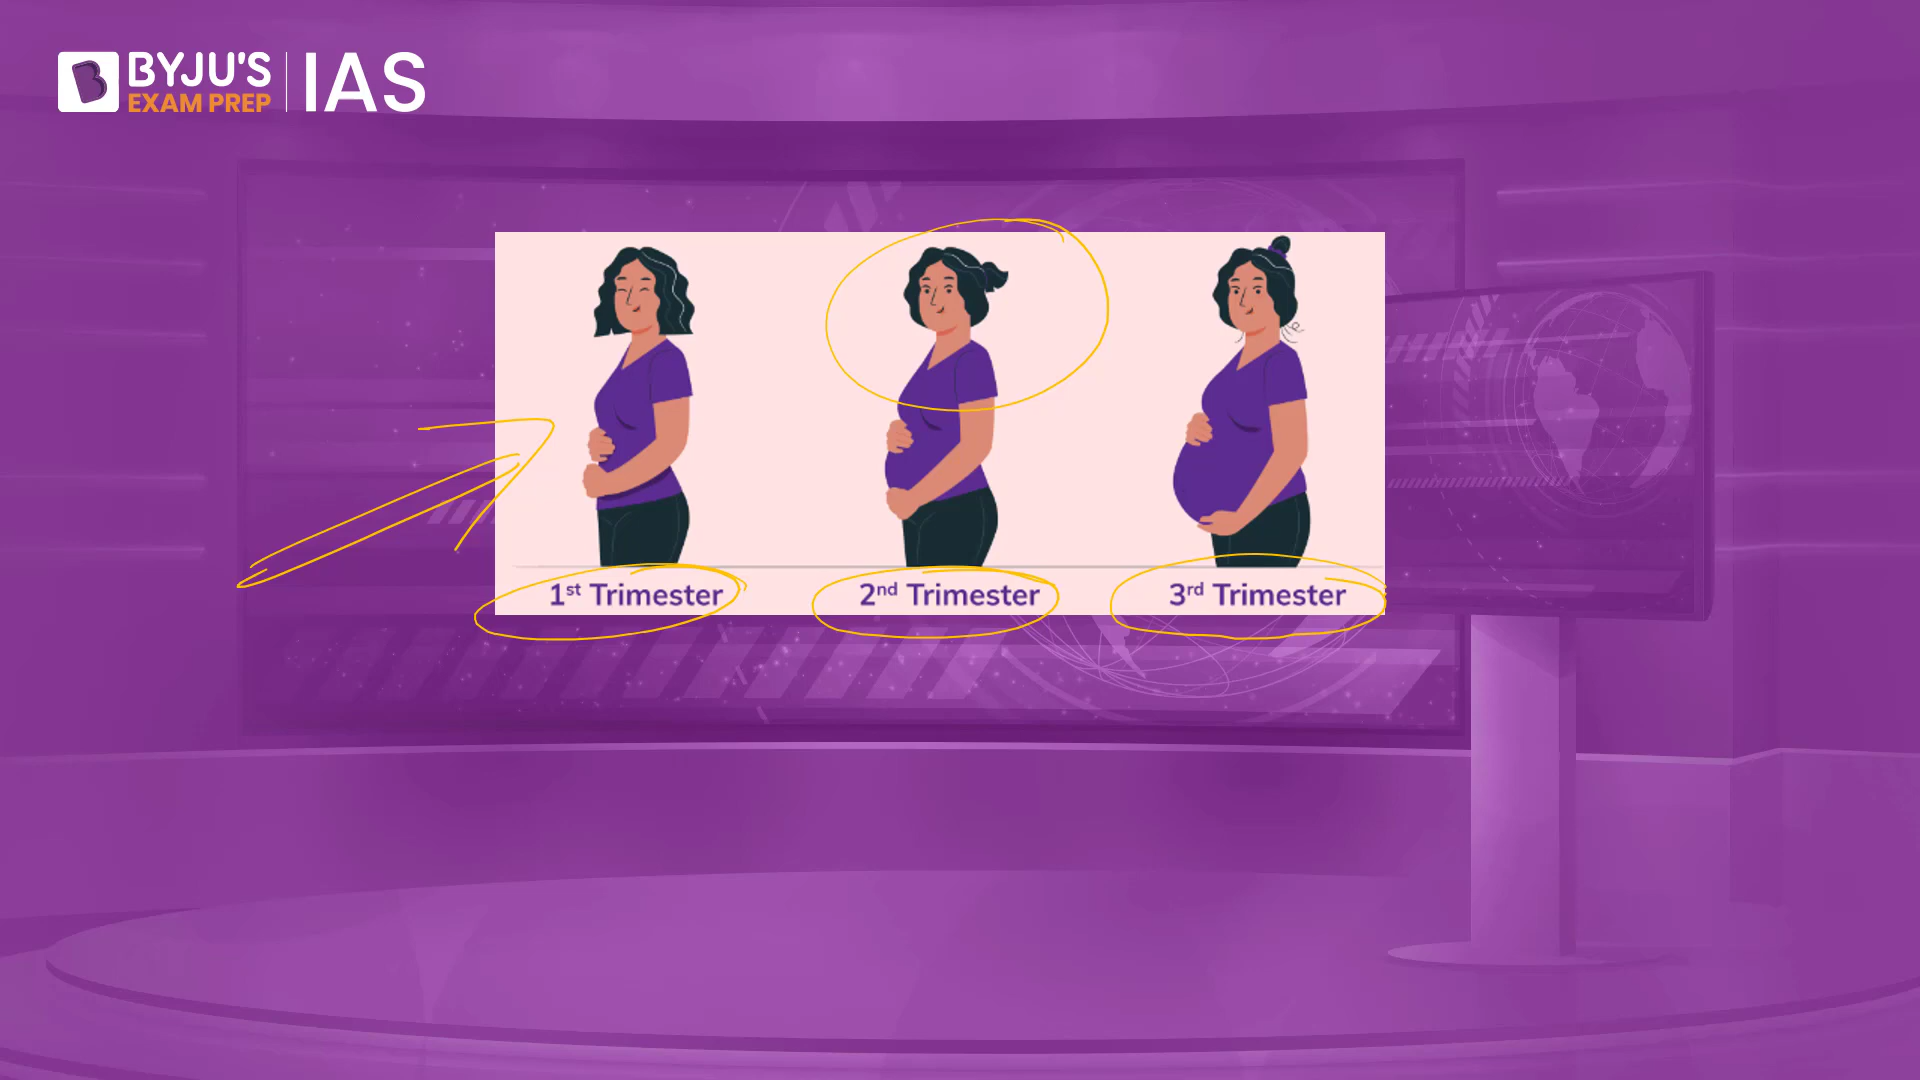 BYJU'S
EXAM PREP
IAS
1st Trimester
2nd Trimester
3rd Trimester